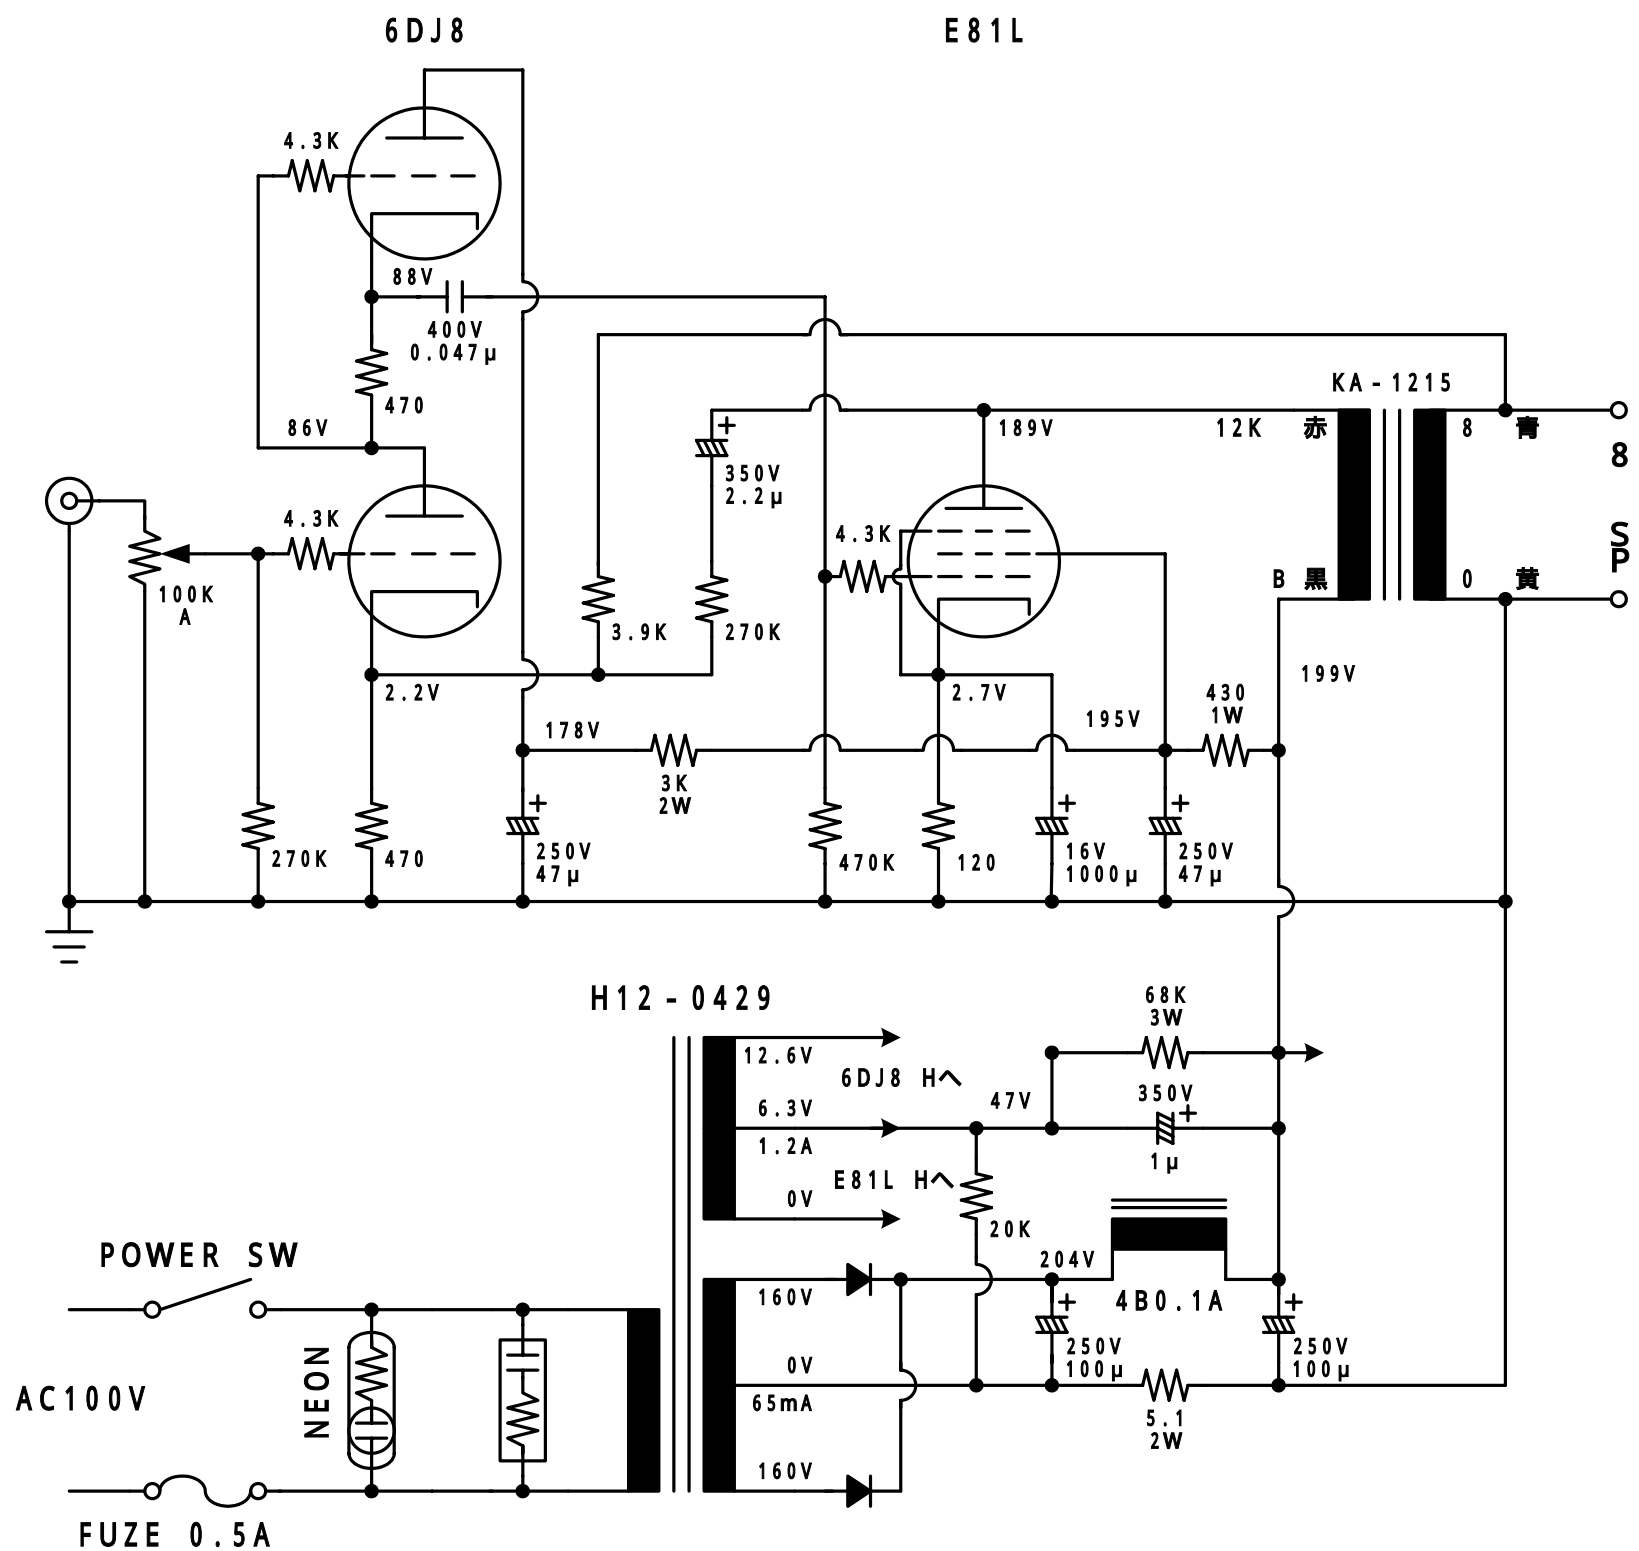 6DJ8
E81L
4.3K
88V
400V
0.047μ
470
86V
KA-1215
189V
12K
赤
8
青
8
SP
350V
2.2μ
4.3K
4.3K
100K
A
3.9K
270K
B
黒
0
黄
2.2V
2.7V
199V
178V
195V
430
1W
3K
2W
270K
470
250V
47μ
470K
120
16V
1000μ
250V
47μ
H12-0429
68K
3W
12.6V
6DJ8 Hへ
47V
350V
6.3V
1.2A
1μ
E81L Hへ
0V
20K
POWER SW
204V
4B0.1A
160V
250V
100μ
250V
100μ
NEON
0V
AC100V
65mA
5.1
2W
160V
FUZE 0.5A